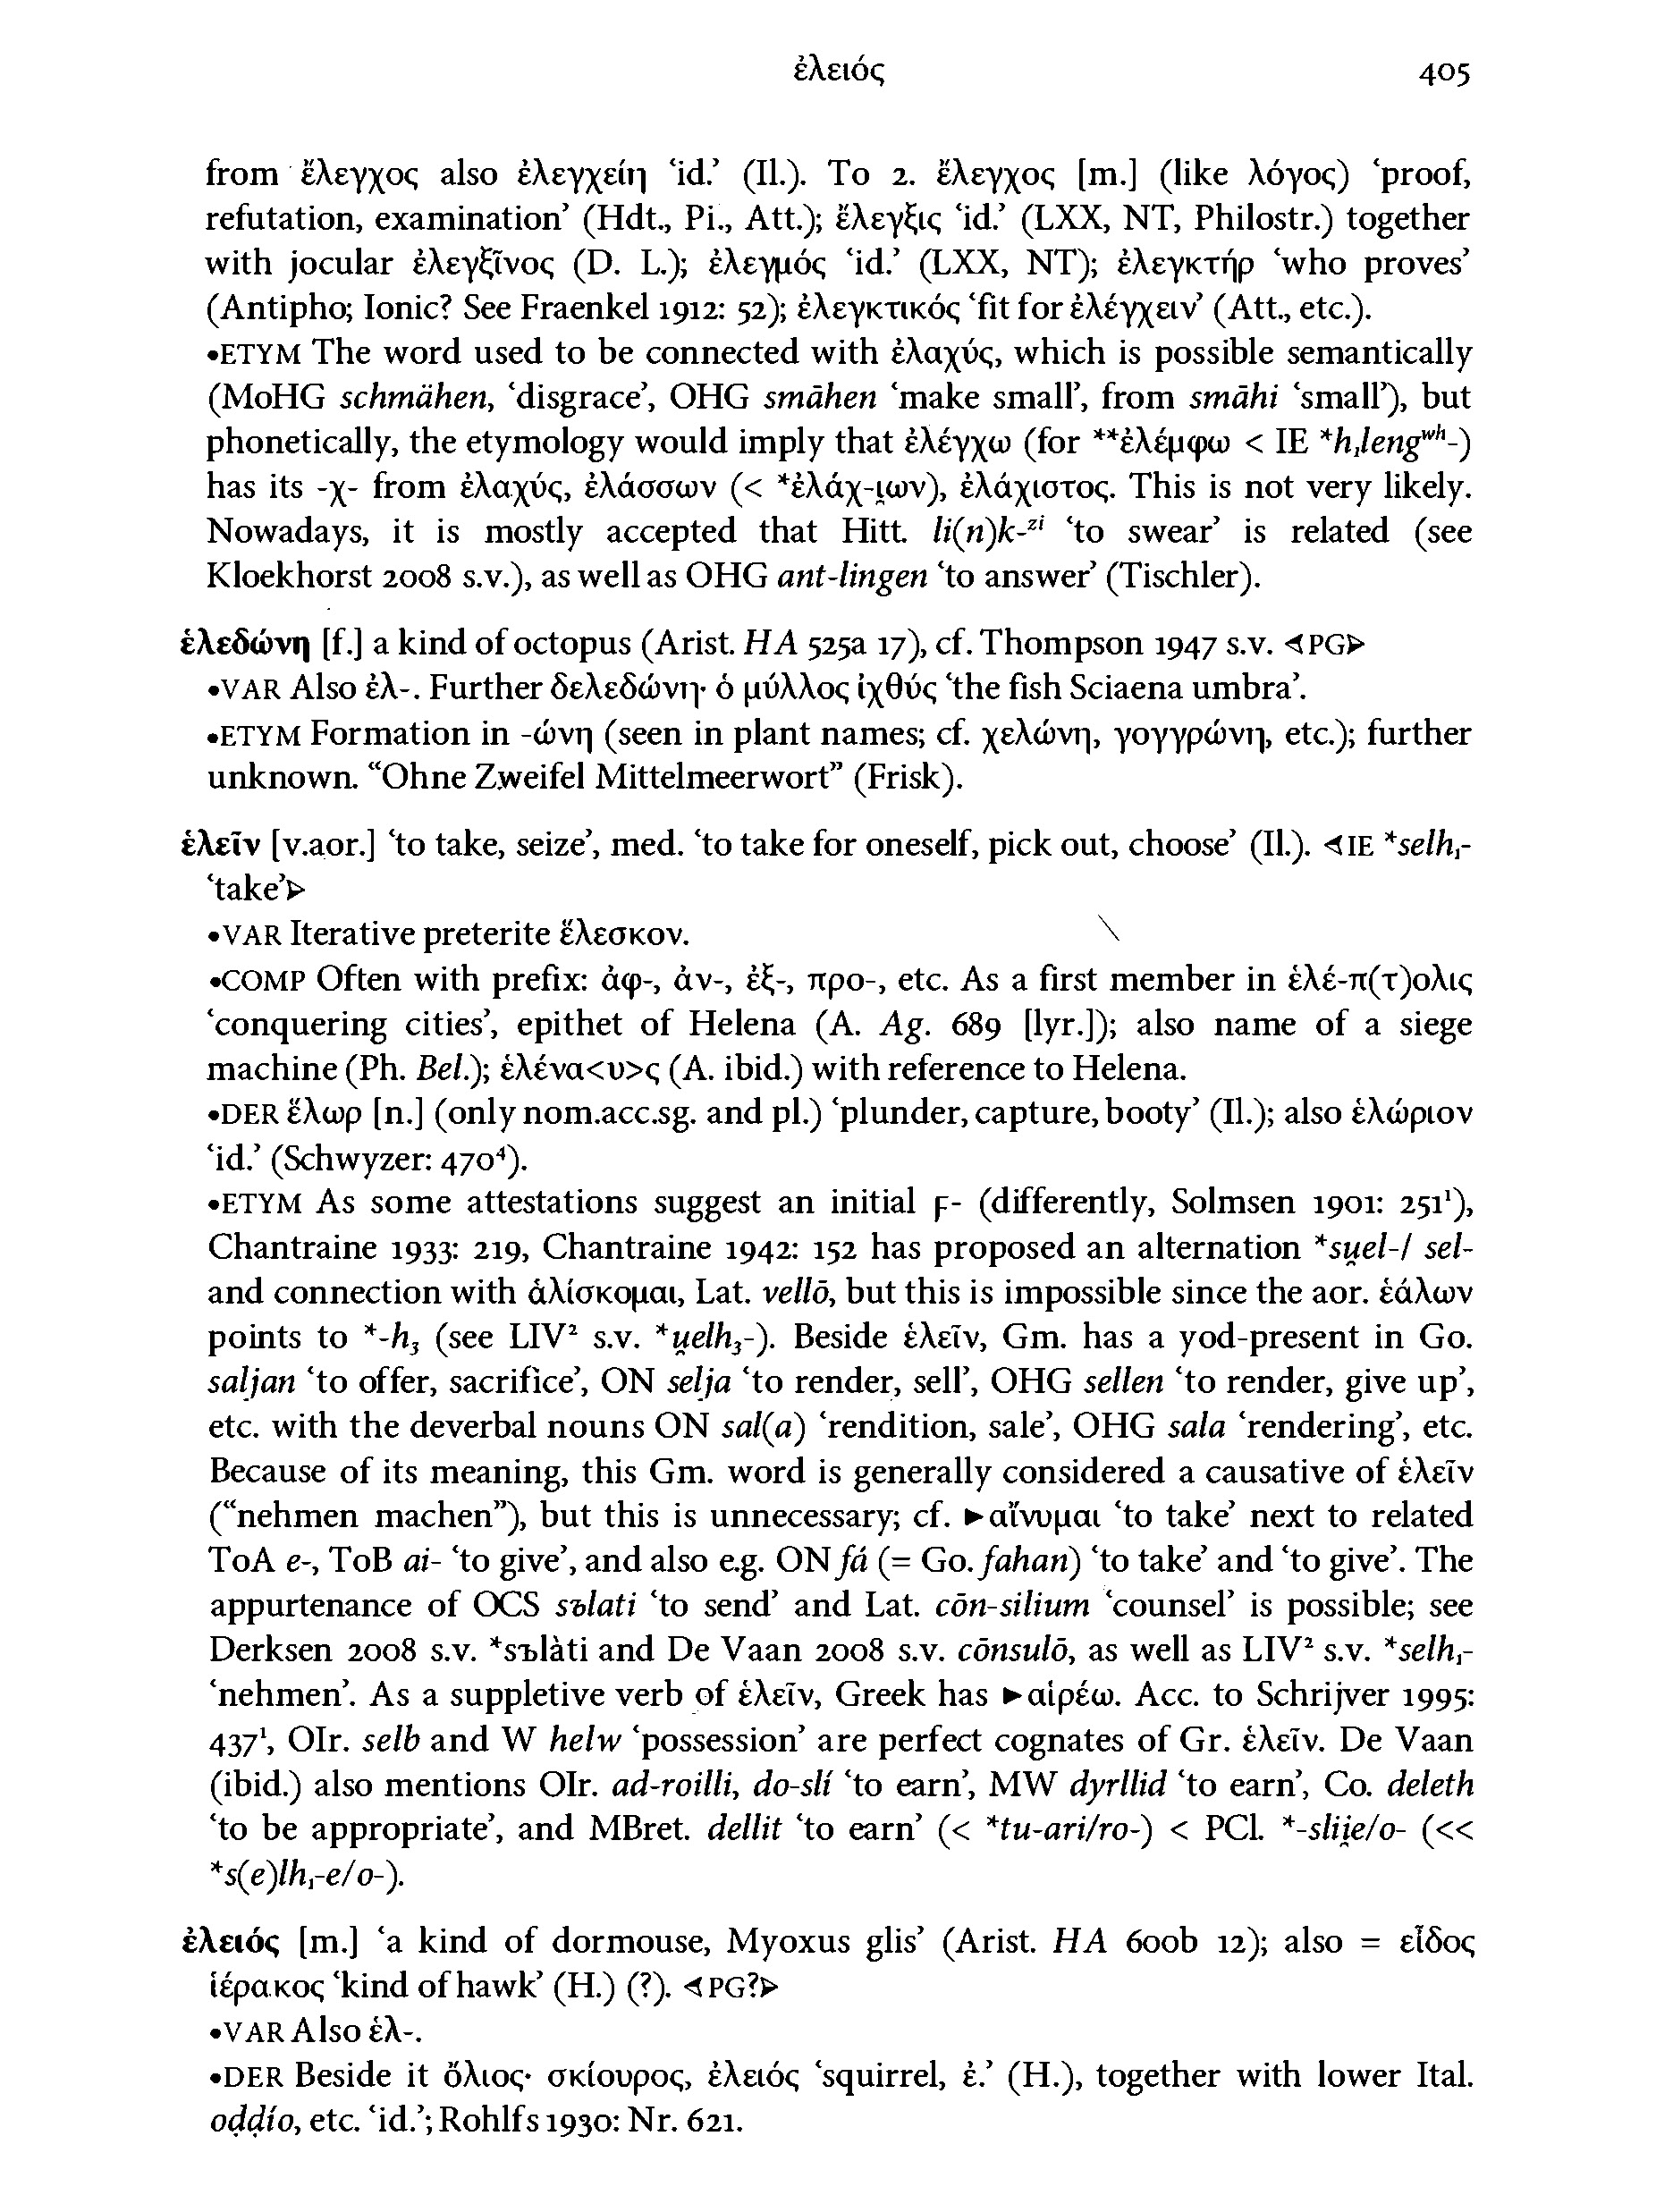 ἐλειός 405
from ἔλεγχος also ἐλεγχείη ‘id.’ (Il.). To 2. ἔλεγχος [m.] (like λόγος) ‘proof,
refutation, examination’ (Hdt., Pi., Att.); ἔλεγξις ‘id.’ (LXX, NT, Philostr.) together
with jocular ἐλεγξῖνος (D. L.); ἐλεγμός ‘id.’ (LXX, NT); ἐλεγκτήρ ‘who proves’
(Antipho; Ionic? See Fraenkel 1912: 52); ἐλεγκτικός ‘fit for ἐλέγχειν’ (Att., etc.).
•ETYM The word used to be connected with ἐλαχύς, which is possible semantically
(MoHG schmähen, ‘disgrace’, OHG smāhen ‘make small’, from smāhi ‘small’), but
phonetically, the etymology would imply that ἐλέγχω (for **ἐλέμφω < IE *h₁lengʷʰ-)
has its -χ- from ἐλαχύς, ἐλάσσων (< *ἐλάχ-i̯ων), ἐλάχιστος. This is not very likely.
Nowadays, it is mostly accepted that Hitt. li(n)k-ᶻⁱ ‘to swear’ is related (see
Kloekhorst 2008 s.v.), as well as OHG ant-lingen ‘to answer’ (Tischler).
ἐλεδώνη [f.] a kind of octopus (Arist. HA 525a 17), cf. Thompson 1947 s.v. ⊲PG⊳
•VAR Also ἑλ-. Further δελεδώνη· ὁ μύλλος ἰχθύς ‘the fish Sciaena umbra’.
•ETYM Formation in -ώνη (seen in plant names; cf. χελώνη, γογγρώνη, etc.); further
unknown. “Ohne Zweifel Mittelmeerwort” (Frisk).
ἑλεῖν [v.aor.] ‘to take, seize’, med. ‘to take for oneself, pick out, choose’ (Il.). ⊲IE *selh₁-
‘take’⊳
•VAR Iterative preterite ἕλεσκον.
•COMP Often with prefix: ἀφ-, ἀν-, ἐξ-, προ-, etc. As a first member in ἑλέ-π(τ)ολις
‘conquering cities’, epithet of Helena (A. Ag. 689 [lyr.]); also name of a siege
machine (Ph. Bel.); ἑλένα<υ>ς (A. ibid.) with reference to Helena.
•DER ἕλωρ [n.] (only nom.acc.sg. and pl.) ‘plunder, capture, booty’ (Il.); also ἑλώριον
‘id.’ (Schwyzer: 470⁴).
•ETYM As some attestations suggest an initial ϝ- (differently, Solmsen 1901: 251¹),
Chantraine 1933: 219, Chantraine 1942: 152 has proposed an alternation *su̯el-/ sel-
and connection with ἁλίσκομαι, Lat. vellō, but this is impossible since the aor. ἑάλων
points to *-h₃ (see LIV² s.v. *u̯elh₃-). Beside ἑλεῖν, Gm. has a yod-present in Go.
saljan ‘to offer, sacrifice’, ON selja ‘to render, sell’, OHG sellen ‘to render, give up’,
etc. with the deverbal nouns ON sal(a) ‘rendition, sale’, OHG sala ‘rendering’, etc.
Because of its meaning, this Gm. word is generally considered a causative of ἑλεῖν
(“nehmen machen”), but this is unnecessary; cf. ►αἴνυμαι ‘to take’ next to related
ToA e-, ToB ai- ‘to give’, and also e.g. ON fá (= Go. fahan) ‘to take’ and ‘to give’. The
appurtenance of OCS sъlati ‘to send’ and Lat. cōn-silium ‘counsel’ is possible; see
Derksen 2008 s.v. *sъlàti and De Vaan 2008 s.v. cōnsulō, as well as LIV² s.v. *selh₁-
‘nehmen’. As a suppletive verb of ἑλεῖν, Greek has ►αἱρέω. Acc. to Schrijver 1995:
437¹, OIr. selb and W helw ‘possession’ are perfect cognates of Gr. ἑλεῖν. De Vaan
(ibid.) also mentions OIr. ad-roilli, do-slí ‘to earn’, MW dyrllid ‘to earn’, Co. deleth
‘to be appropriate’, and MBret. dellit ‘to earn’ (< *tu-ari/ro-) < PCl. *-slii̯e/o- (<<
*s(e)lh₁-e/o-).
ἐλειός [m.] ‘a kind of dormouse, Myoxus glis’ (Arist. HA 600b 12); also = εἶδος
ἱέρακος ‘kind of hawk’ (H.) (?). ⊲PG?⊳
•VAR Also ἑλ-.
•DER Beside it ὄλιος· σκίουρος, ἐλειός ‘squirrel, ἐ.’ (H.), together with lower Ital.
oḍḍío, etc. ‘id.’; Rohlfs 1930: Nr. 621.